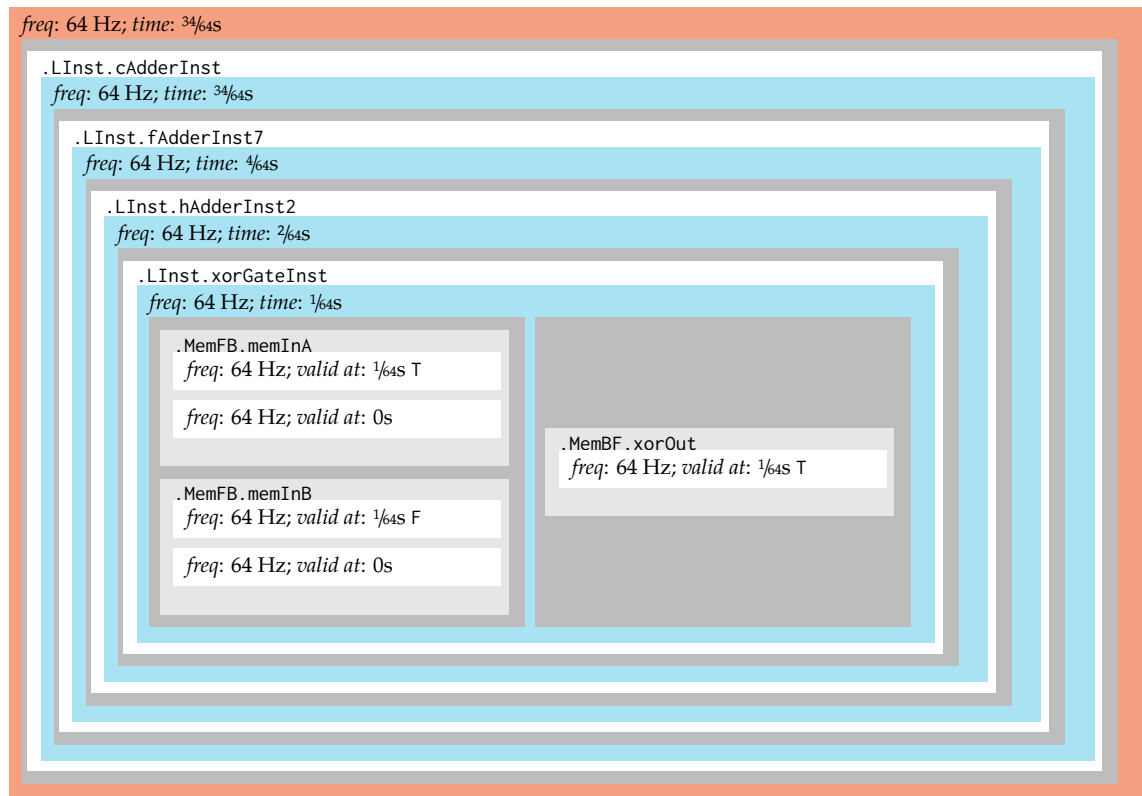 freq: 64 Hz; time: 34/64s
.LInst.cAdderInst
freq: 64 Hz; time: 34/64s
.LInst.fAdderInst7
freq: 64 Hz; time: 4/64s
.LInst.hAdderInst2
freq: 64 Hz; time: 2/64s
.LInst.xorGateInst
freq: 64 Hz; time: 1/64s
.MemFB.memInA
freq: 64 Hz; valid at: 1/64s T
freq: 64 Hz; valid at: 0s
.MemFB.memInB
freq: 64 Hz; valid at: 1/64s F
freq: 64 Hz; valid at: 0s
.MemBF.xorOut
freq: 64 Hz; valid at: 1/64s T